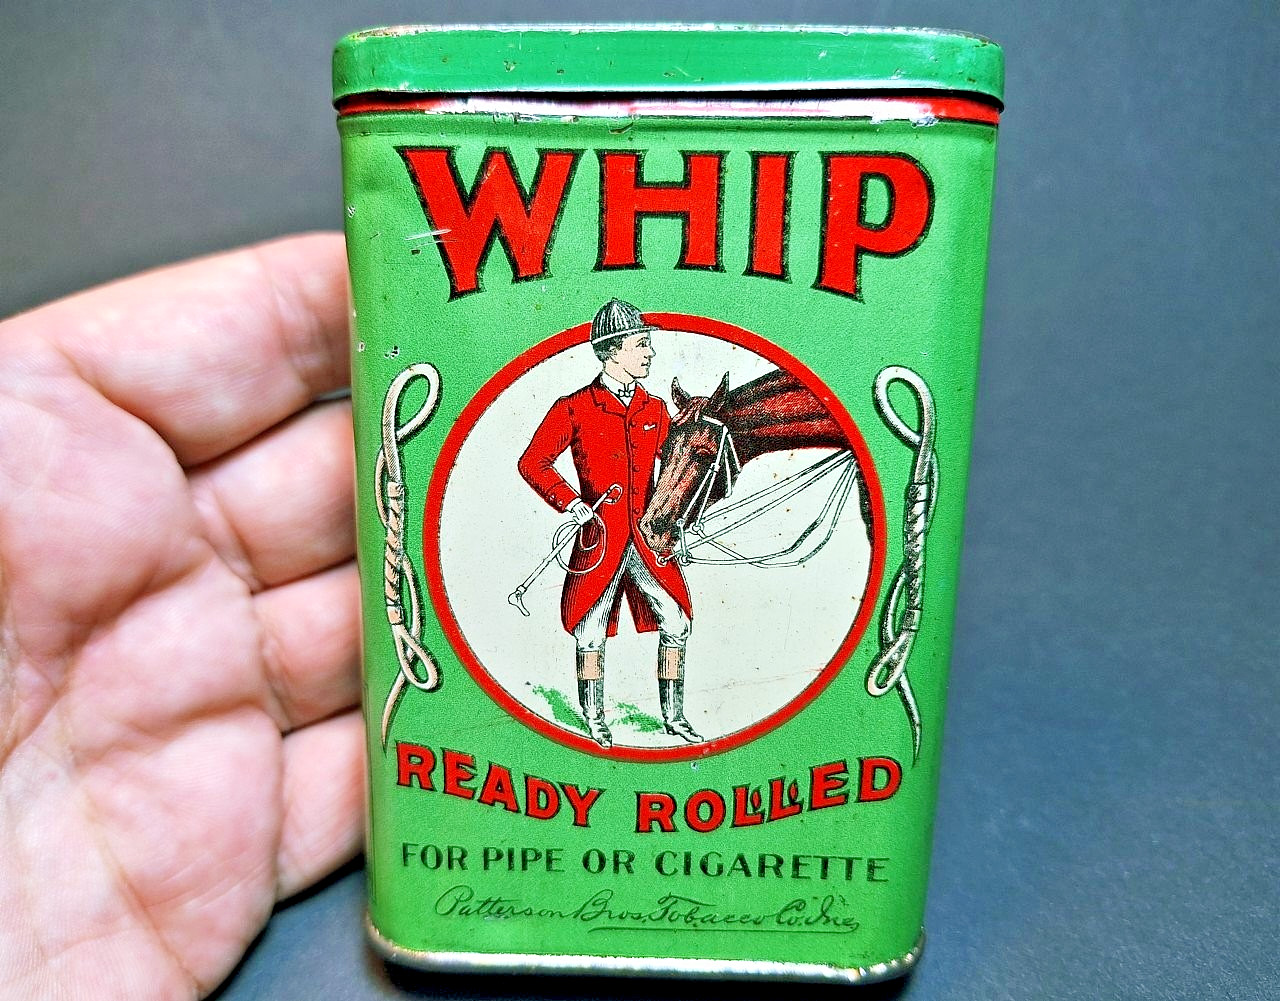 WHIP
READY ROLLED
FOR PIPE OR CIGARETTE
Patterson Bros. Tobacco Co. Inc.